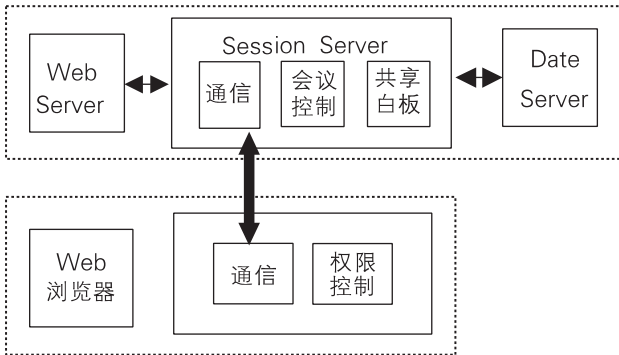 Session Server
Web
Server
通信
会议
控制
共享
白板
Date
Server
Web
浏览器
通信
权限
控制